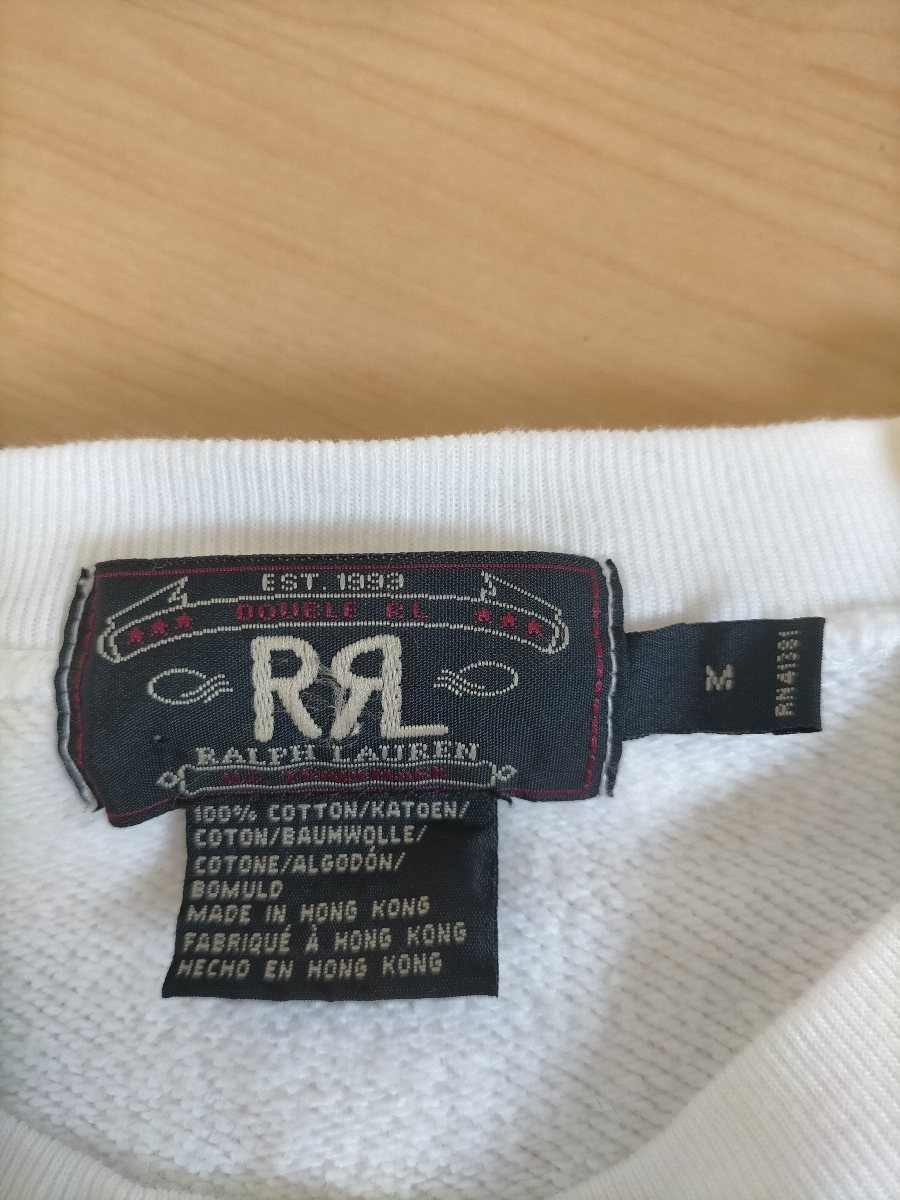 EST. 1993
DOUBLE RL
RRL
RALPH LAUREN
U.S. TRADEMARK
M
RN41381
100% COTTON/KATOEN/
COTON/BAUMWOLLE/
COTONE/ALGODÓN/
BOMULD
MADE IN HONG KONG
FABRIQUÉ À HONG KONG
HECHO EN HONG KONG